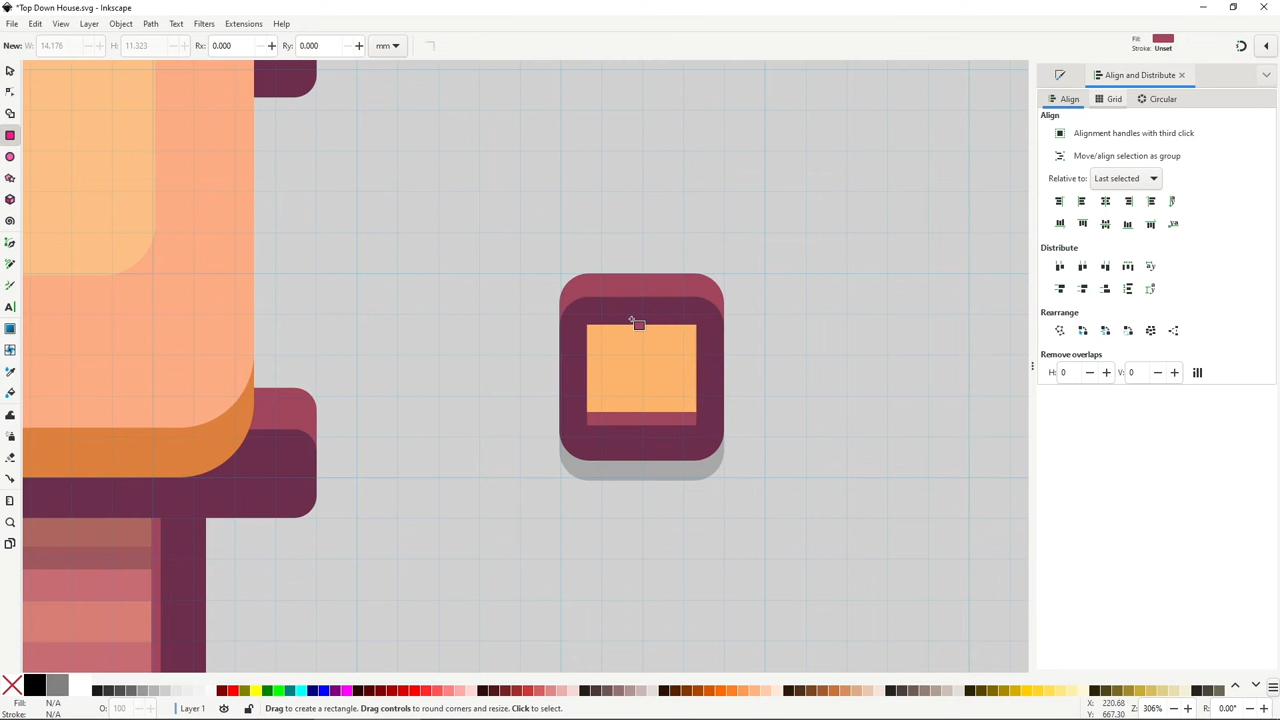 *Top Down House.svg - Inkscape
File Edit View Layer Object Path Text Filters Extensions Help
New: W: 14.176 H: 11.323 Rx: 0.000 Ry: 0.000 mm Fill: Stroke: Unset
Align and Distribute
Align Grid Circular
Align
Alignment handles with third click
Move/align selection as group
Relative to: Last selected
Distribute
Rearrange
Remove overlaps
H: 0 V: 0
Fill: N/A
Stroke: N/A
O: 100
Layer 1
Drag to create a rectangle. Drag controls to round corners and resize. Click to select.
X: 220.68
Y: 667.30
Z: 306%
R: 0.00°